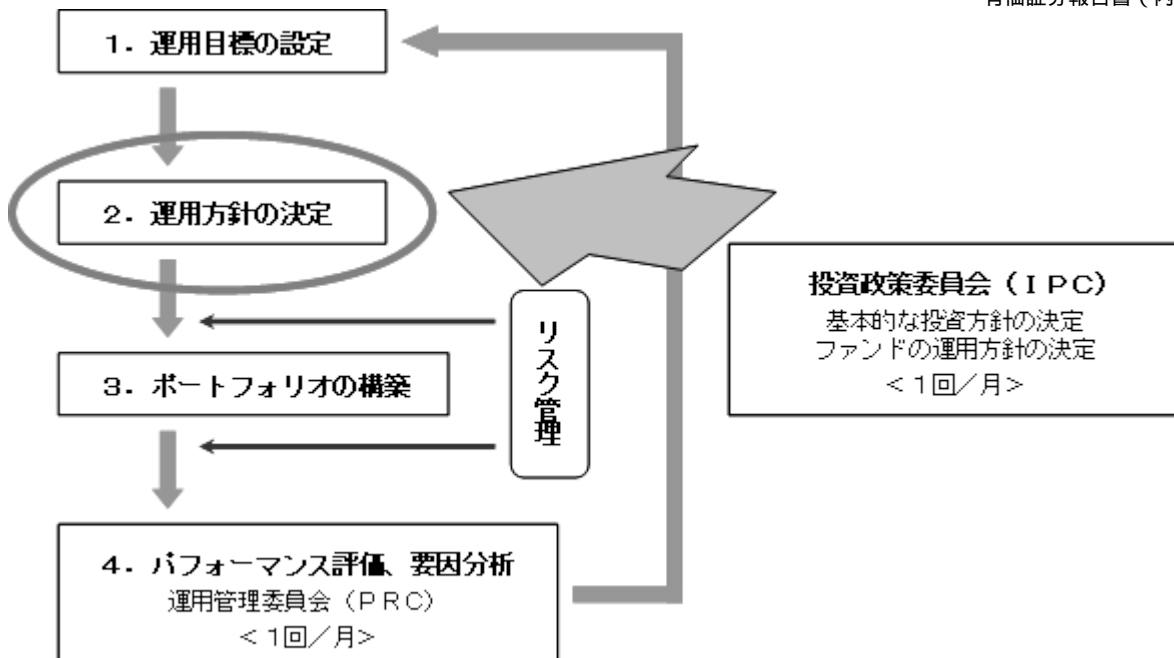 1．運用目標の設定
2．運用方針の決定
3．ポートフォリオの構築
リスク管理
投資政策委員会（ＩＰＣ）
基本的な投資方針の決定
ファンドの運用方針の決定
＜1回／月＞
4．パフォーマンス評価、要因分析
運用管理委員会（ＰＲＣ）
＜1回／月＞